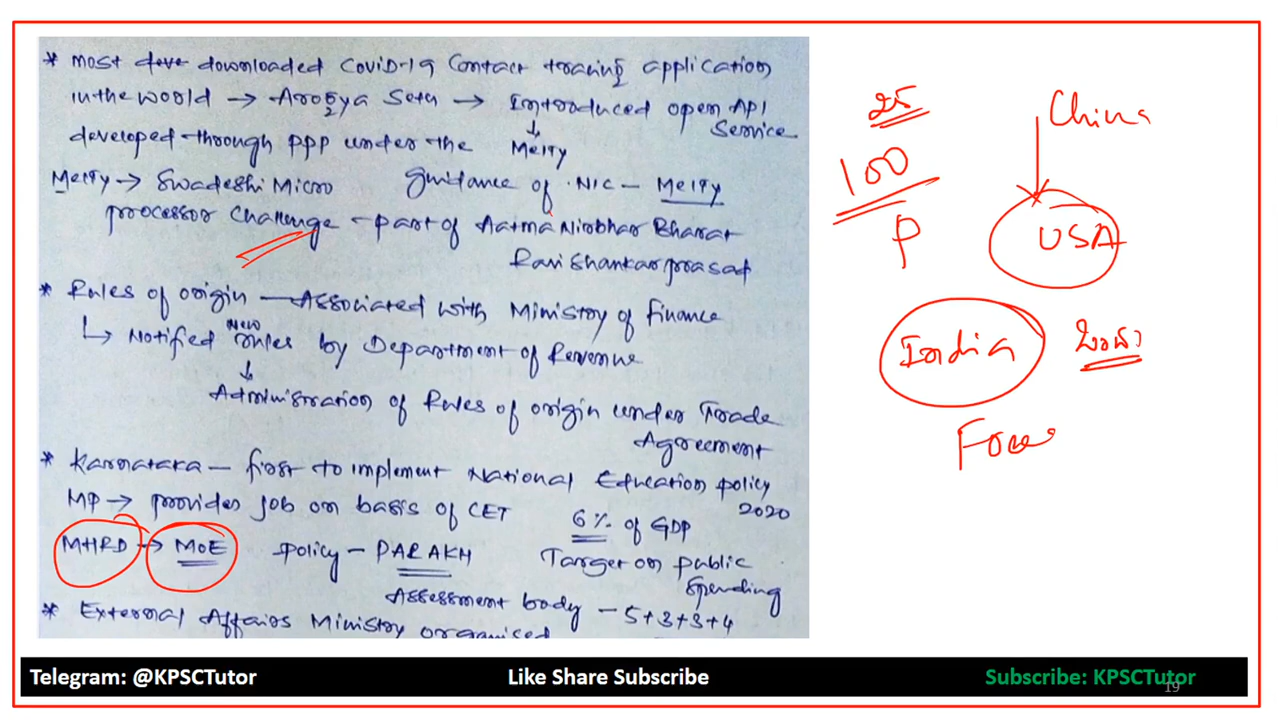 * Most deve downloaded COVID-19 Contact tracing application
in the world → Arogya Setu → Introduced open API
Service
developed through PPP under the MeITY
MeITY → Swadeshi Micro guidance of NIC - MeITY
processor Challenge - part of Aatma Nirbhar Bharat
Ravi Shankar prasad
* Rules of origin - Associated with Ministry of finance
↳ Notified new rules by Department of Revenue
Administration of Rules of origin under Trade
Agreement
* Karnataka - first to implement National Education policy
2020
MP → provides job on basis of CET
6% of GDP
MHRD → MoE policy - PARAKH Target on public
spending
Assessment body - 5+3+3+4
* External Affairs Ministry organised
25
100
P
China
USA
India
Telegram: @KPSCTutor
Like Share Subscribe
Subscribe: KPSCTutor
19